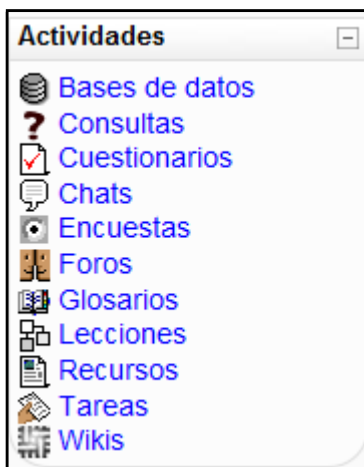 Actividades
Bases de datos
Consultas
Cuestionarios
Chats
Encuestas
Foros
Glosarios
Lecciones
Recursos
Tareas
Wikis